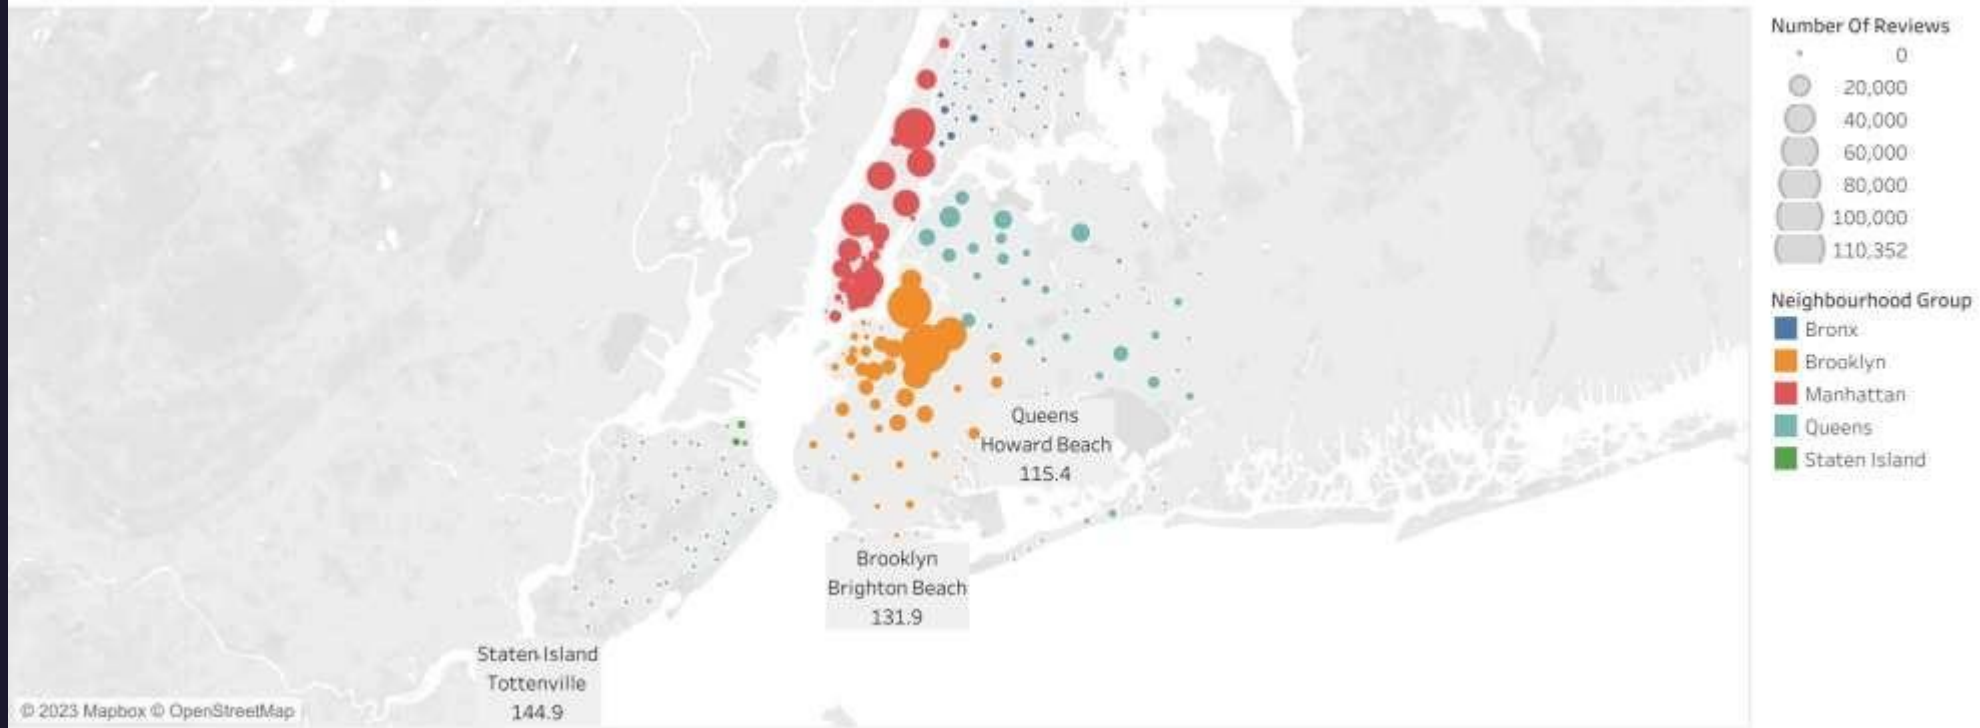 Number Of Reviews
0
20,000
40,000
60,000
80,000
100,000
110,352
Neighbourhood Group
Bronx
Brooklyn
Manhattan
Queens
Staten Island
Queens
Howard Beach
115.4
Brooklyn
Brighton Beach
131.9
Staten Island
Tottenville
144.9
© 2023 Mapbox © OpenStreetMap